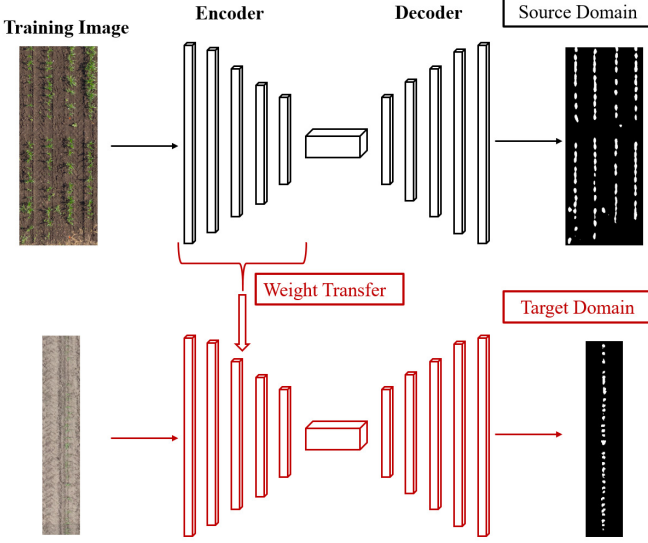 Encoder
Decoder
Source Domain
Training Image
Weight Transfer
Target Domain